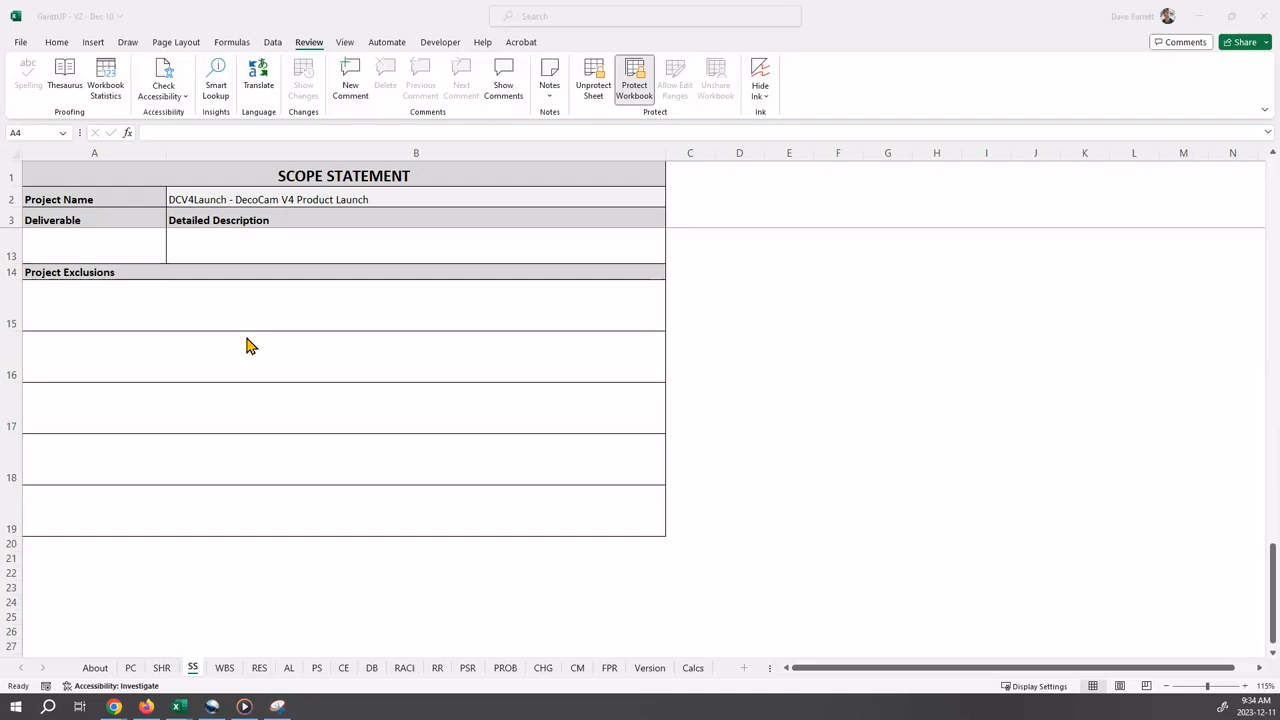 GanttUP - V2 - Dec 10
Search
Dave Barrett
File Home Insert Draw Page Layout Formulas Data Review View Automate Developer Help Acrobat
Comments Share
abc
Spelling
Thesaurus
Workbook Statistics
Proofing
Check Accessibility
Accessibility
Smart Lookup
Insights
Translate
Language
Show Changes
Changes
New Comment
Delete
Previous Comment
Next Comment
Show Comments
Comments
Notes
Notes
Unprotect Sheet
Protect Workbook
Allow Edit Ranges
Unshare Workbook
Protect
Hide Ink
Ink
A4 fx
A B C D E F G H I J K L M N
1 SCOPE STATEMENT
2 Project Name DCV4Launch - DecoCam V4 Product Launch
3 Deliverable Detailed Description
13
14 Project Exclusions
15
16
17
18
19
20
21
22
23
24
25
26
27
About PC SHR SS WBS RES AL PS CE DB RACI RR PSR PROB CHG CM FPR Version Calcs
Ready Accessibility: Investigate Display Settings 115%
9:34 AM
2023-12-11